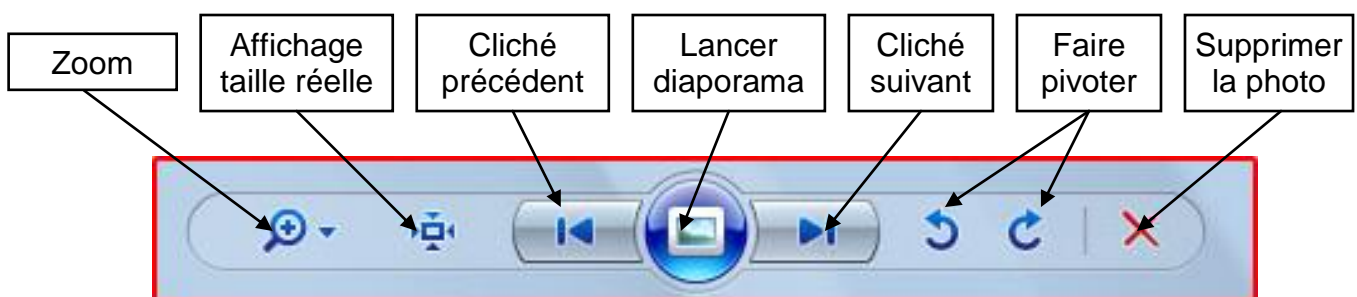 Zoom
Affichage
taille réelle
Cliché
précédent
Lancer
diaporama
Cliché
suivant
Faire
pivoter
Supprimer
la photo